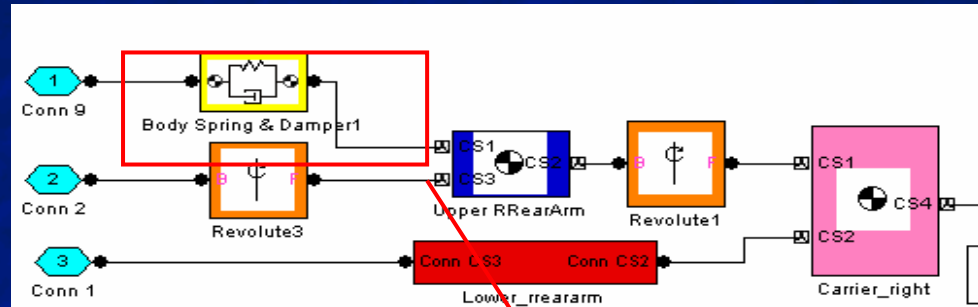 1
Conn 9
Body Spring & Damper1
2
Conn 2
B
F
Revolute3
CS1
CS3
CS2
Upper RRearArm
B
F
Revolute1
CS1
CS2
CS4
Carrier_right
3
Conn 1
Conn CS3
Conn CS2
Lower_rreararm